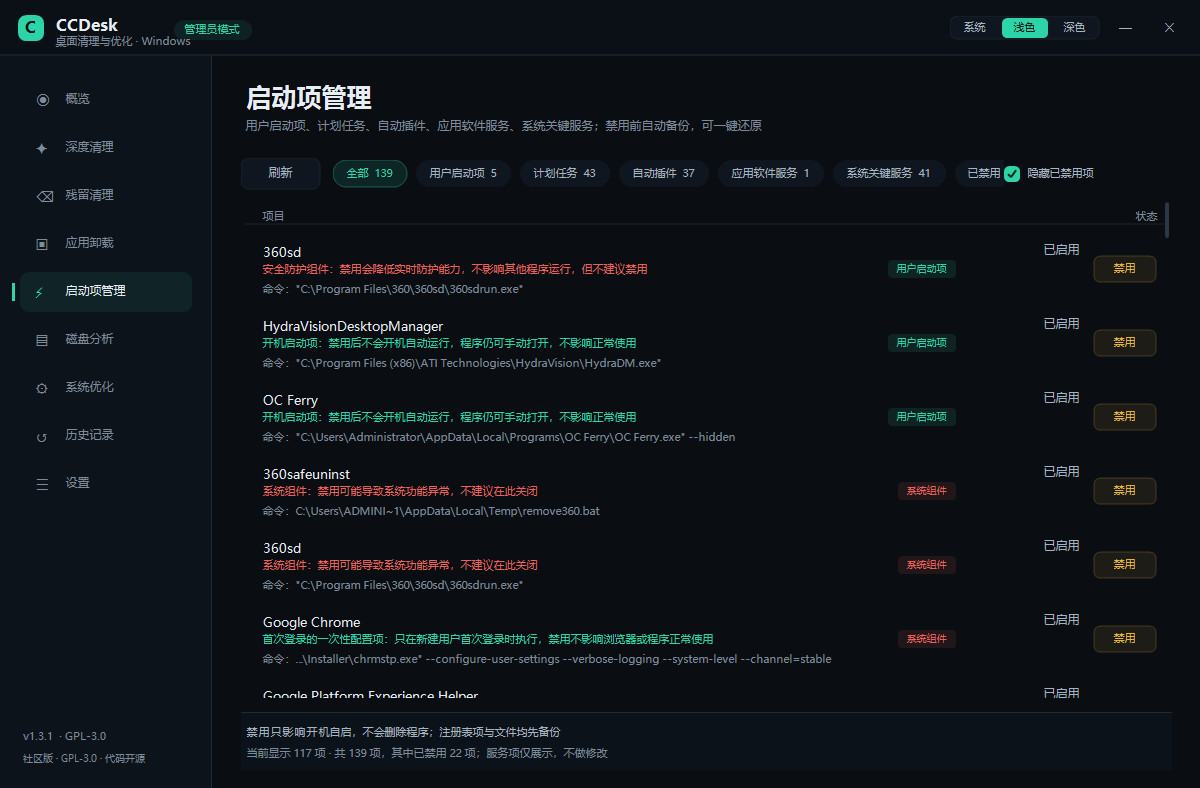 C
CCDesk
桌面清理与优化 · Windows
管理员模式
系统
浅色
深色
概览
深度清理
残留清理
应用卸载
启动项管理
磁盘分析
系统优化
历史记录
设置
v1.3.1 · GPL-3.0
社区版 · GPL-3.0 · 代码开源
启动项管理
用户启动项、计划任务、自动插件、应用软件服务、系统关键服务；禁用前自动备份，可一键还原
刷新
全部 139
用户启动项 5
计划任务 43
自动插件 37
应用软件服务 1
系统关键服务 41
已禁用
隐藏已禁用项
项目
状态
360sd
安全防护组件：禁用会降低实时防护能力，不影响其他程序运行，但不建议禁用
命令："C:\Program Files\360\360sd\360sdrun.exe"
用户启动项
已启用
禁用
HydraVisionDesktopManager
开机启动项：禁用后不会开机自动运行，程序仍可手动打开，不影响正常使用
命令："C:\Program Files (x86)\ATI Technologies\HydraVision\HydraDM.exe"
用户启动项
已启用
禁用
OC Ferry
开机启动项：禁用后不会开机自动运行，程序仍可手动打开，不影响正常使用
命令："C:\Users\Administrator\AppData\Local\Programs\OC Ferry\OC Ferry.exe" --hidden
用户启动项
已启用
禁用
360safeuninst
系统组件：禁用可能导致系统功能异常，不建议在此关闭
命令：C:\Users\ADMINI~1\AppData\Local\Temp\remove360.bat
系统组件
已启用
禁用
360sd
系统组件：禁用可能导致系统功能异常，不建议在此关闭
命令："C:\Program Files\360\360sd\360sdrun.exe"
系统组件
已启用
禁用
Google Chrome
首次登录的一次性配置项：只在新建用户首次登录时执行，禁用不影响浏览器或程序正常使用
命令：...\Installer\chrmstp.exe" --configure-user-settings --verbose-logging --system-level --channel=stable
系统组件
已启用
禁用
Google Platform Experience Helper
已启用
禁用只影响开机自启，不会删除程序；注册表项与文件均先备份
当前显示 117 项 · 共 139 项，其中已禁用 22 项；服务项仅展示，不做修改